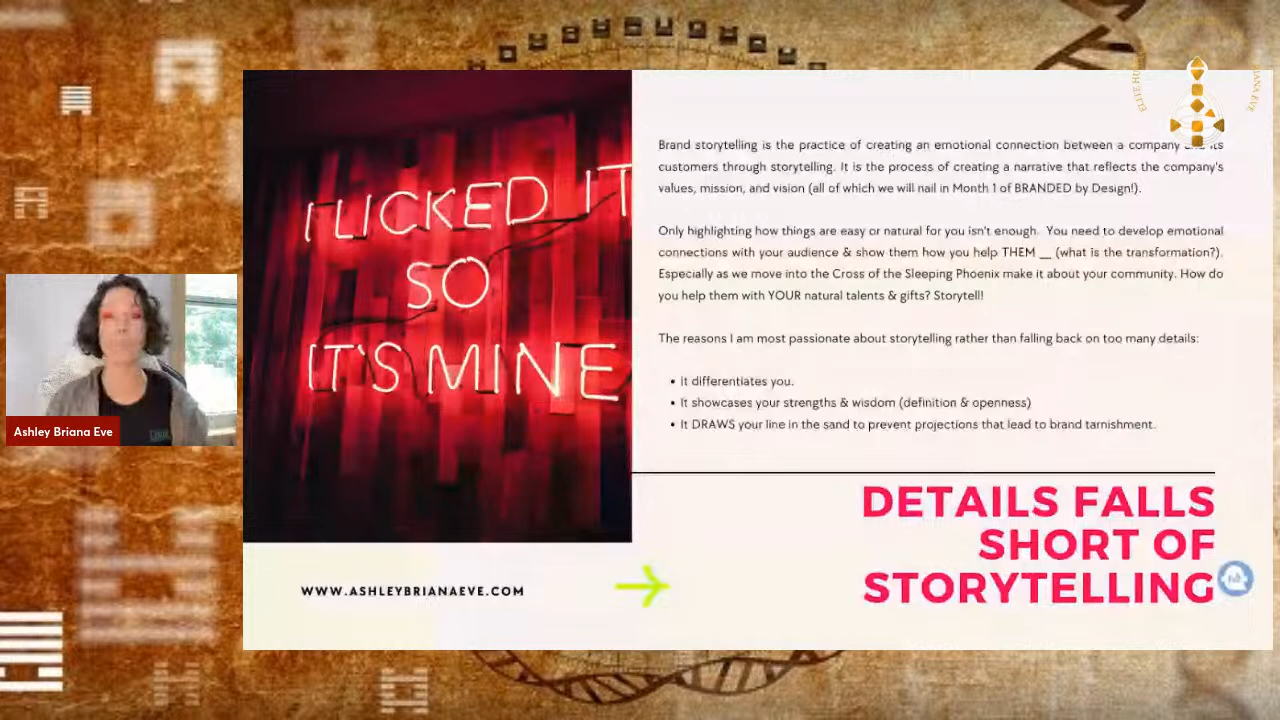 I LICKED IT
SO
IT'S MINE
Brand storytelling is the practice of creating an emotional connection between a company and its
customers through storytelling. It is the process of creating a narrative that reflects the company's
values, mission, and vision (all of which we will nail in Month 1 of BRANDED by Design!).
Only highlighting how things are easy or natural for you isn't enough. You need to develop emotional
connections with your audience & show them how you help THEM __ (what is the transformation?).
Especially as we move into the Cross of the Sleeping Phoenix make it about your community. How do
you help them with YOUR natural talents & gifts? Storytell!
The reasons I am most passionate about storytelling rather than falling back on too many details:
• It differentiates you.
• It showcases your strengths & wisdom (definition & openness)
• It DRAWS your line in the sand to prevent projections that lead to brand tarnishment.
DETAILS FALLS
SHORT OF
STORYTELLING
WWW.ASHLEYBRIANAEVE.COM
Ashley Briana Eve